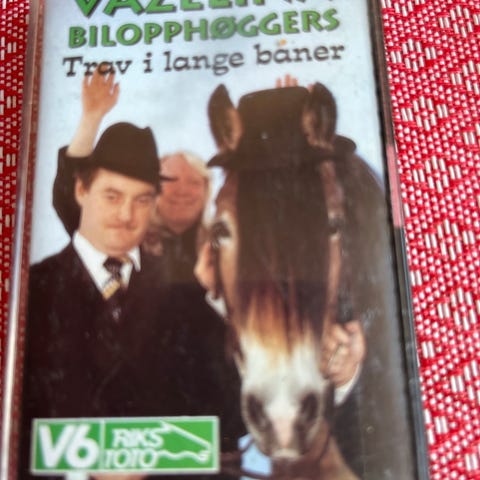 BILOPPHØGGERS
Trav i lange baner
V6 RIKS
TOTO